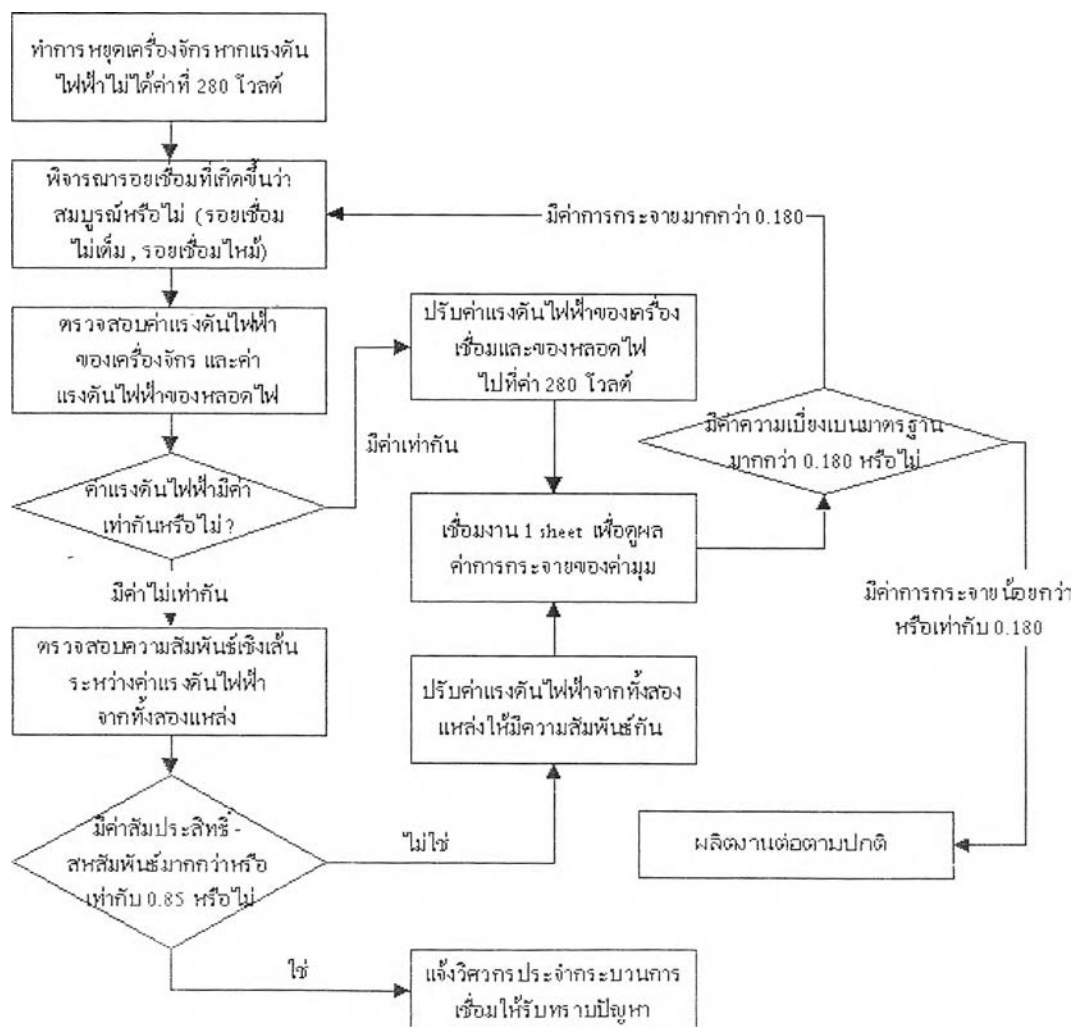 ทำการหยุดเครื่องจักรหากแรงดัน
ไฟฟ้าไม่ได้ค่าที่ 280 โวลต์
พิจารณารอยเชื่อมที่เกิดขึ้นว่า
สมบูรณ์หรือไม่ (รอยเชื่อม
ไม่เต็ม , รอยเชื่อมไหม้)
มีค่าการกระจายมากกว่า 0.180
ตรวจสอบค่าแรงดันไฟฟ้า
ของเครื่องจักร และค่า
แรงดันไฟฟ้าของหลอดไฟ
ปรับค่าแรงดันไฟฟ้าของเครื่อง
เชื่อมและของหลอดไฟ
ไปที่ค่า 280 โวลต์
มีค่าความเบี่ยงเบนมาตรฐาน
มากกว่า 0.180 หรือไม่
มีค่าเท่ากัน
ค่าแรงดันไฟฟ้ามีค่า
เท่ากันหรือไม่ ?
เชื่อมงาน 1 sheet เพื่อดูผล
ค่าการกระจายของค่ามุม
มีค่าไม่เท่ากัน
มีค่าการกระจายน้อยกว่า
หรือเท่ากับ 0.180
ตรวจสอบความสัมพันธ์เชิงเส้น
ระหว่างค่าแรงดันไฟฟ้า
จากทั้งสองแหล่ง
ปรับค่าแรงดันไฟฟ้าจากทั้งสอง
แหล่งให้มีความสัมพันธ์กัน
มีค่าสัมประสิทธิ์ -
สหสัมพันธ์มากกว่าหรือ
เท่ากับ 0.85 หรือไม่
ไม่ใช่
ผลิตงานต่อตามปกติ
ใช่
แจ้งวิศวกรประจำกระบวนการ
เชื่อมให้รับทราบปัญหา